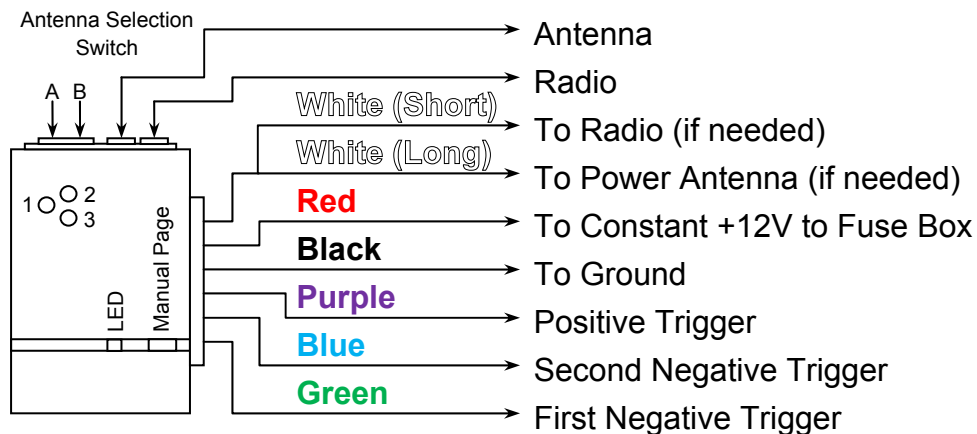 Antenna Selection
Switch
A B
1 2
3
LED
Manual Page
Antenna
Radio
White (Short)
To Radio (if needed)
White (Long)
To Power Antenna (if needed)
Red
To Constant +12V to Fuse Box
Black
To Ground
Purple
Positive Trigger
Blue
Second Negative Trigger
Green
First Negative Trigger